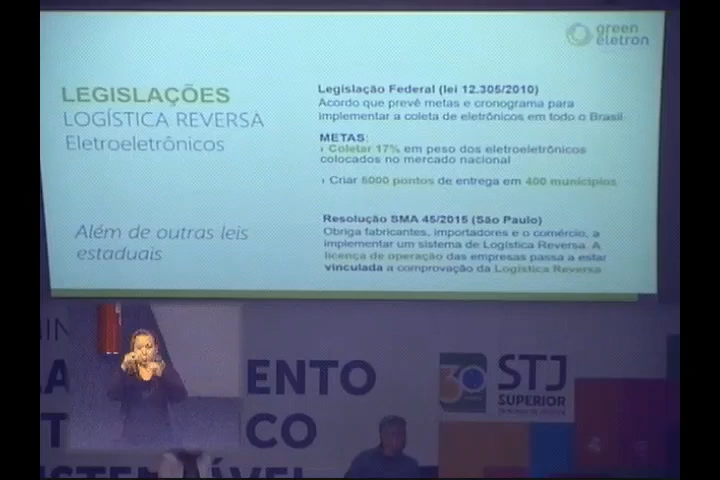 green
eletron
LEGISLAÇÕES
LOGÍSTICA REVERSA
Eletroeletrônicos
Além de outras leis
estaduais
Legislação Federal (lei 12.305/2010)
Acordo que prevê metas e cronograma para
implementar a coleta de eletrônicos em todo o Brasil
METAS:
› Coletar 17% em peso dos eletroeletrônicos
colocados no mercado nacional
› Criar 5000 pontos de entrega em 400 municípios
Resolução SMA 45/2015 (São Paulo)
Obriga fabricantes, importadores e o comércio, a
implementar um sistema de Logística Reversa. A
licença de operação das empresas passa a estar
vinculada a comprovação da Logística Reversa
ENTO
ICO
30
STJ
SUPERIOR